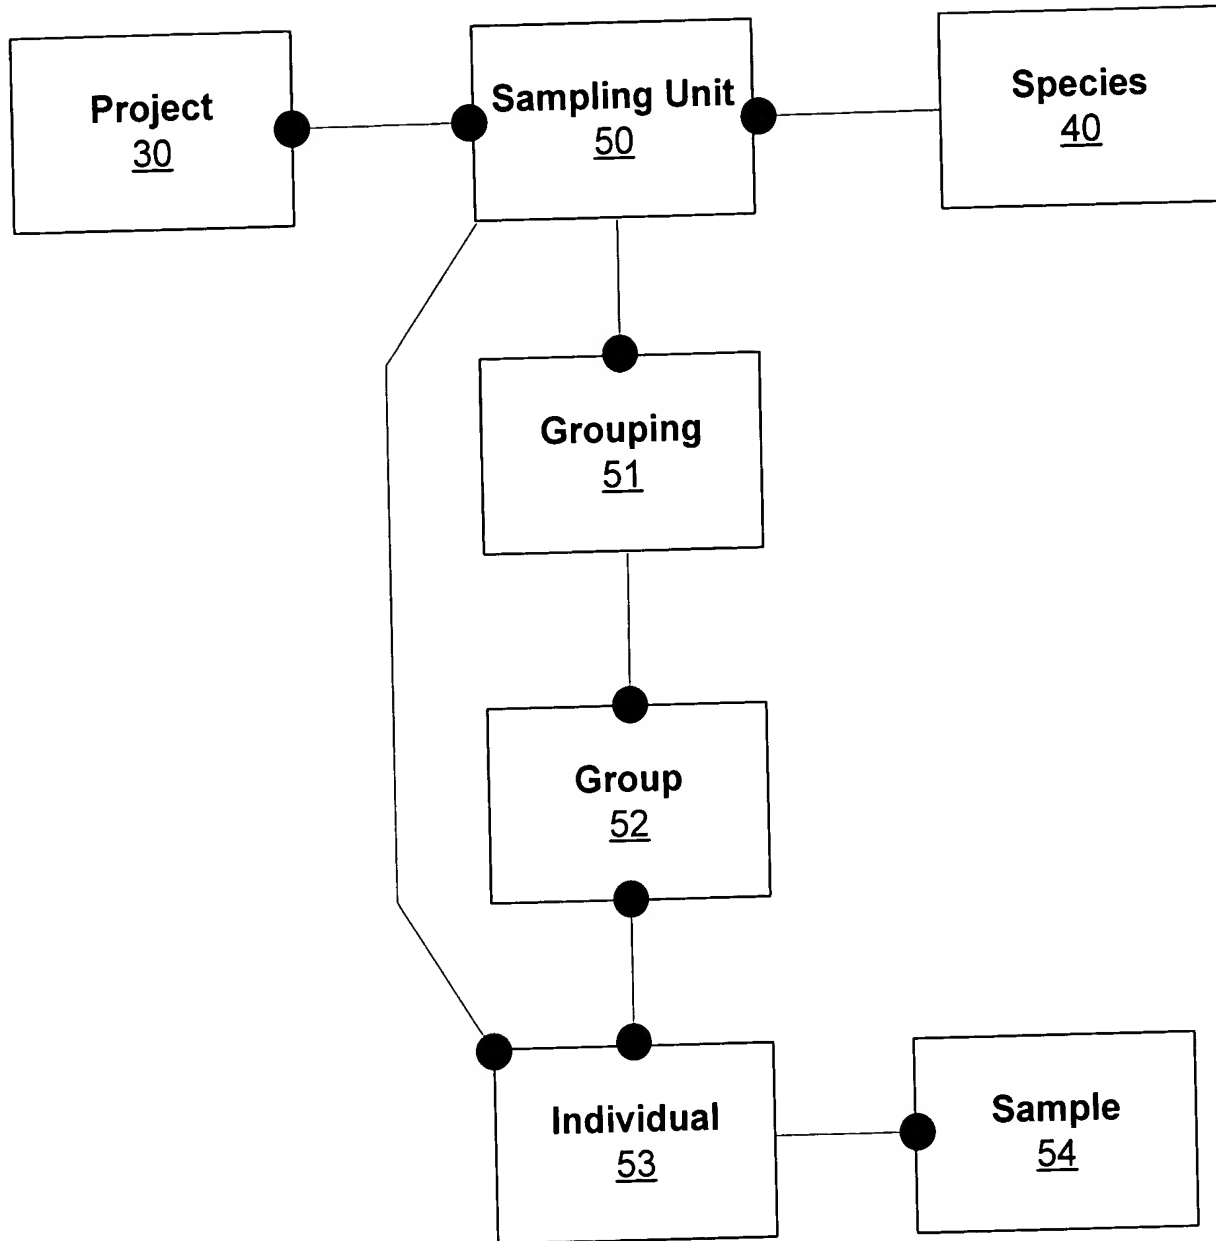 Project
30
Sampling Unit
50
Species
40
Grouping
51
Group
52
Individual
53
Sample
54